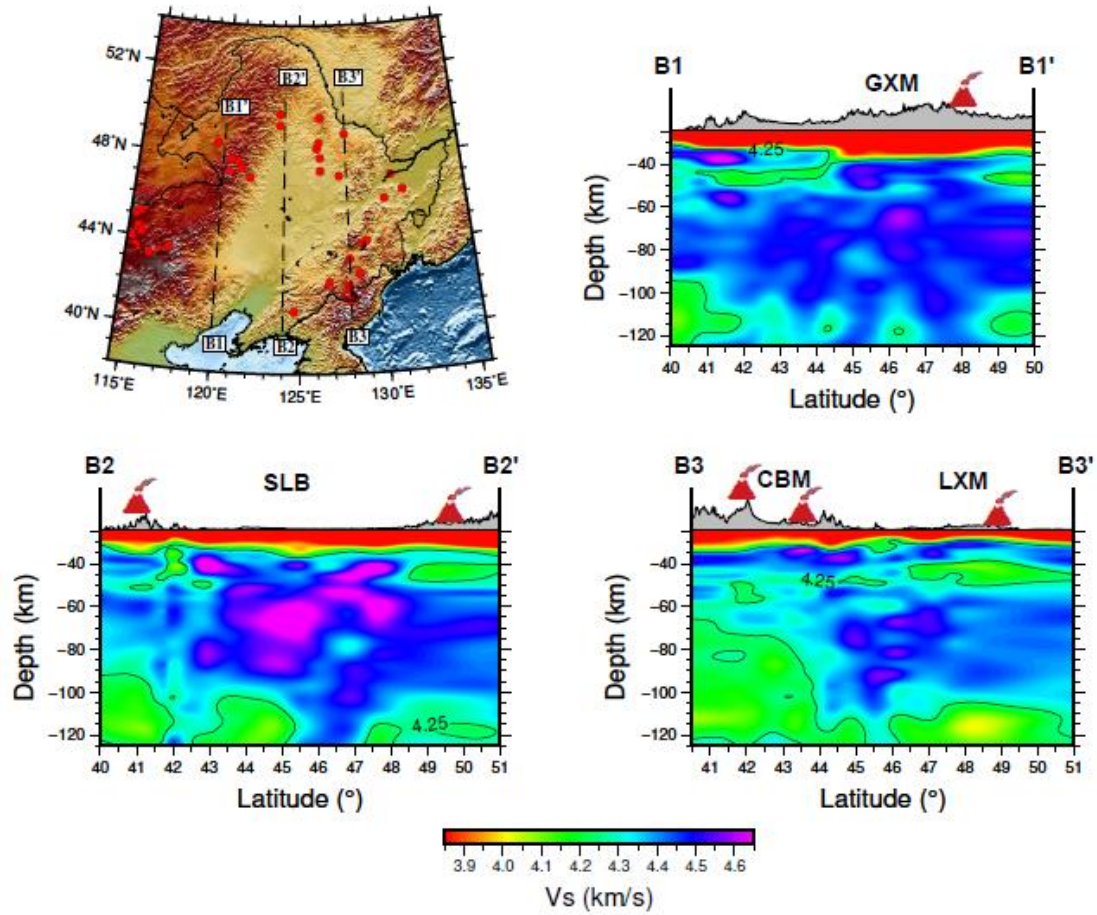 52°N
48°N
44°N
40°N
115°E
120°E
125°E
135°E
B1'
B2'
B3'
B1
B2
B3
B1
GXM
B1'
4.25
Depth (km)
−40
−60
−80
−100
−120
40 41 42 43 44 45 46 47 48 49 50
Latitude (°)
B2
SLB
B2'
Depth (km)
−40
−60
−80
−100
−120
4.25
40 41 42 43 44 45 46 47 48 49 50 51
Latitude (°)
B3
CBM
LXM
B3'
Depth (km)
−40
−60
−80
−100
−120
4.25
41 42 43 44 45 46 47 48 49 50 51
Latitude (°)
3.9 4.0 4.1 4.2 4.3 4.4 4.5 4.6
Vs (km/s)